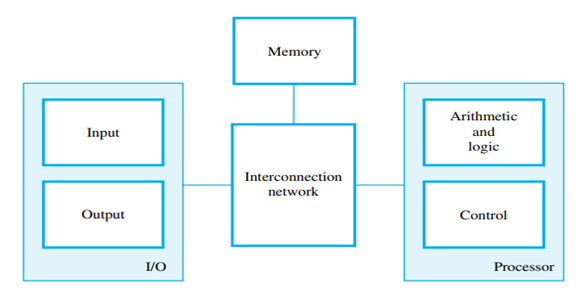 Memory
Input
Output
I/O
Interconnection
network
Arithmetic
and
logic
Control
Processor